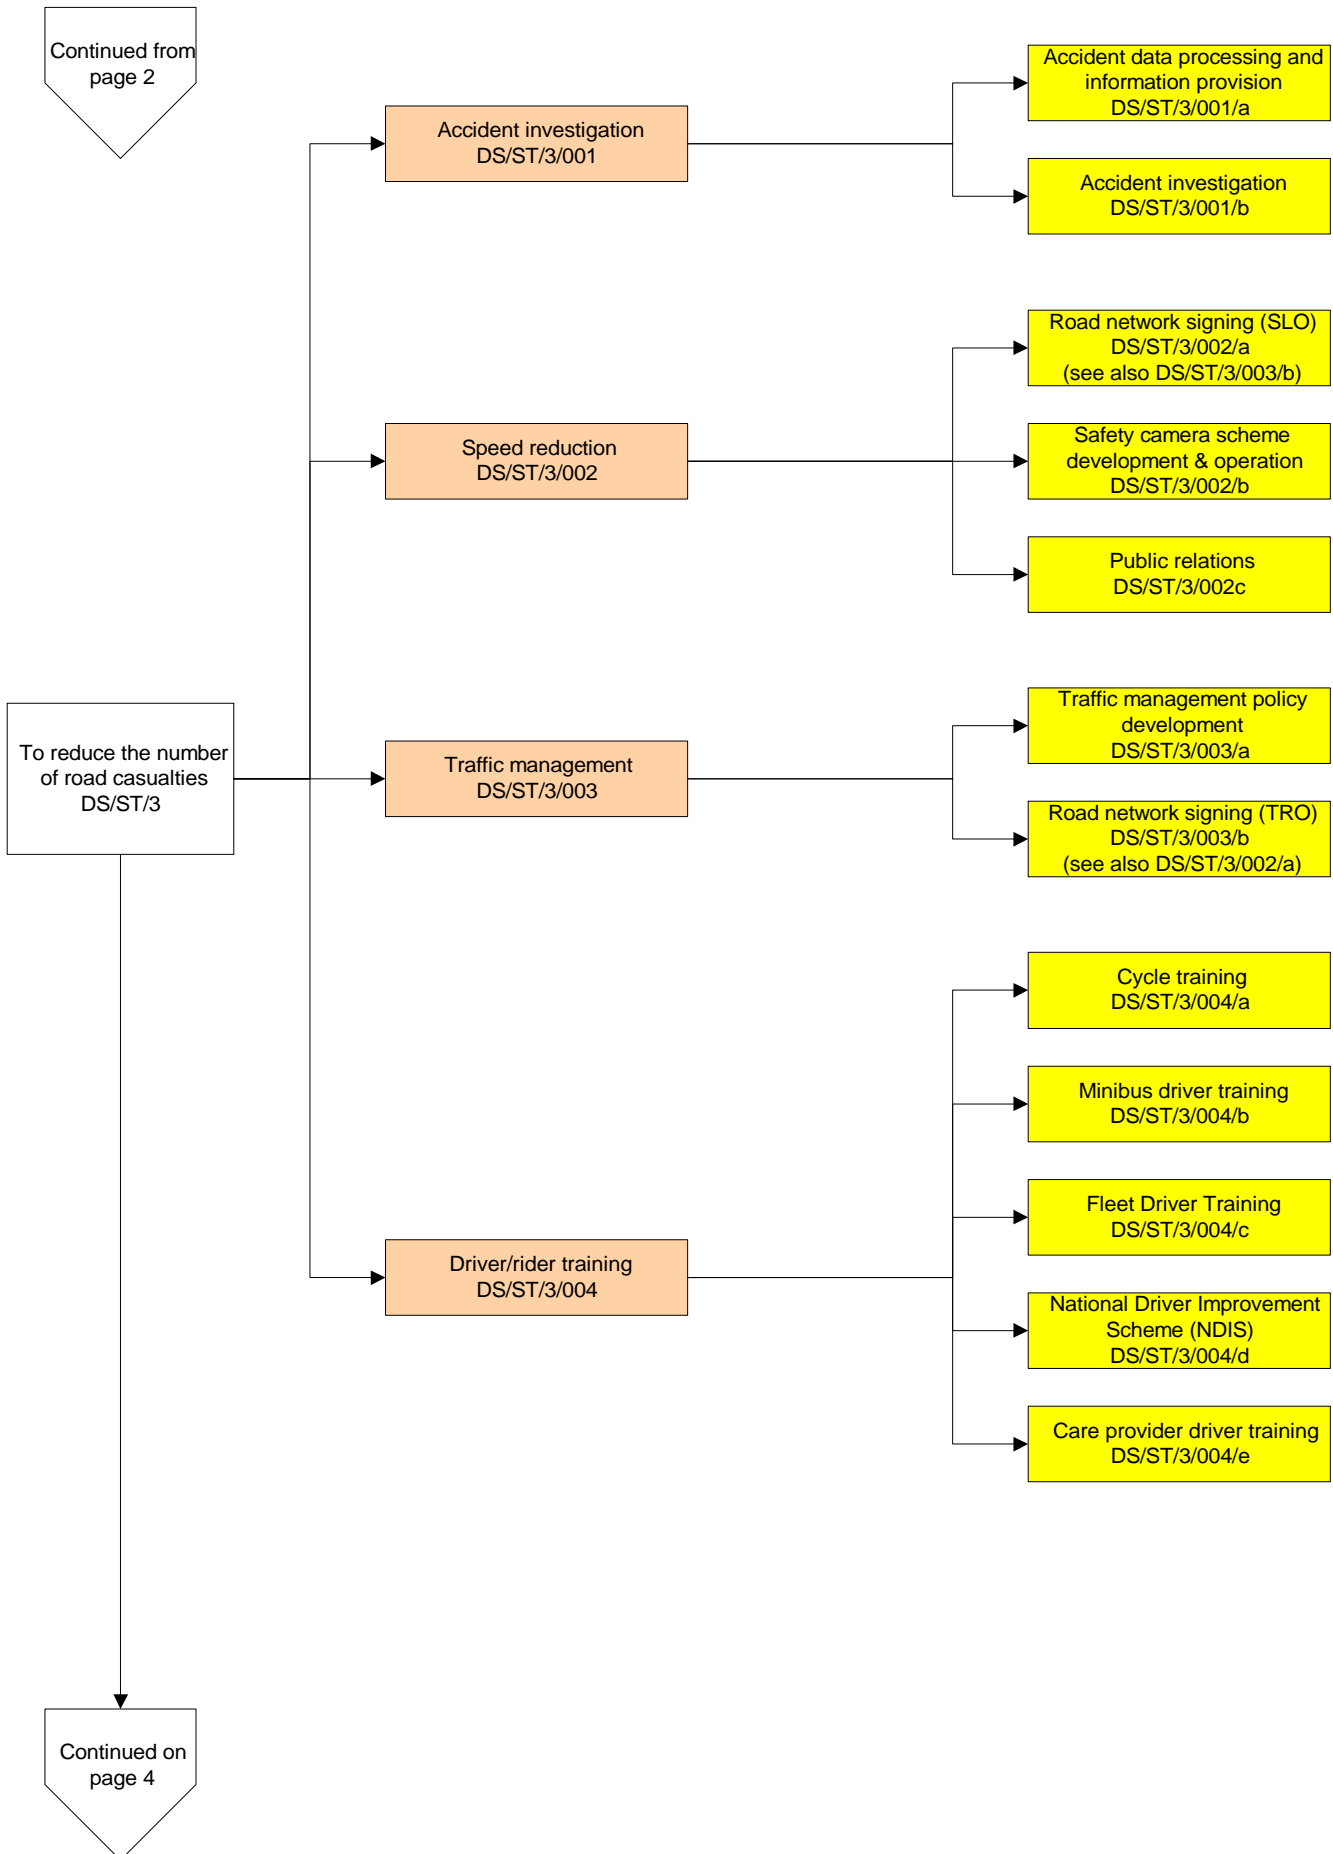 Continued from
page 2
Accident investigation
DS/ST/3/001
Accident data processing and
information provision
DS/ST/3/001/a
Accident investigation
DS/ST/3/001/b
Speed reduction
DS/ST/3/002
Road network signing (SLO)
DS/ST/3/002/a
(see also DS/ST/3/003/b)
Safety camera scheme
development & operation
DS/ST/3/002/b
Public relations
DS/ST/3/002c
To reduce the number
of road casualties
DS/ST/3
Traffic management
DS/ST/3/003
Traffic management policy
development
DS/ST/3/003/a
Road network signing (TRO)
DS/ST/3/003/b
(see also DS/ST/3/002/a)
Driver/rider training
DS/ST/3/004
Cycle training
DS/ST/3/004/a
Minibus driver training
DS/ST/3/004/b
Fleet Driver Training
DS/ST/3/004/c
National Driver Improvement
Scheme (NDIS)
DS/ST/3/004/d
Care provider driver training
DS/ST/3/004/e
Continued on
page 4